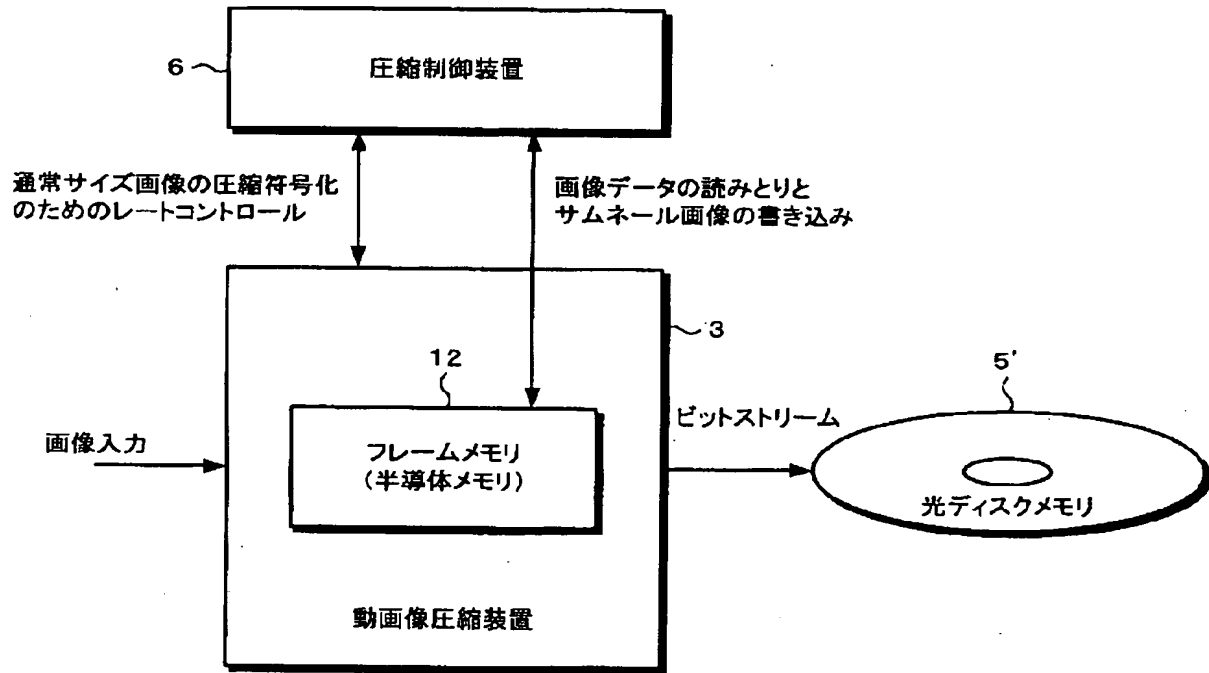 6
圧縮制御装置
通常サイズ画像の圧縮符号化
のためのレートコントロール
画像データの読みとりと
サムネール画像の書き込み
3
12
5'
画像入力
フレームメモリ
(半導体メモリ)
ビットストリーム
光ディスクメモリ
動画像圧縮装置